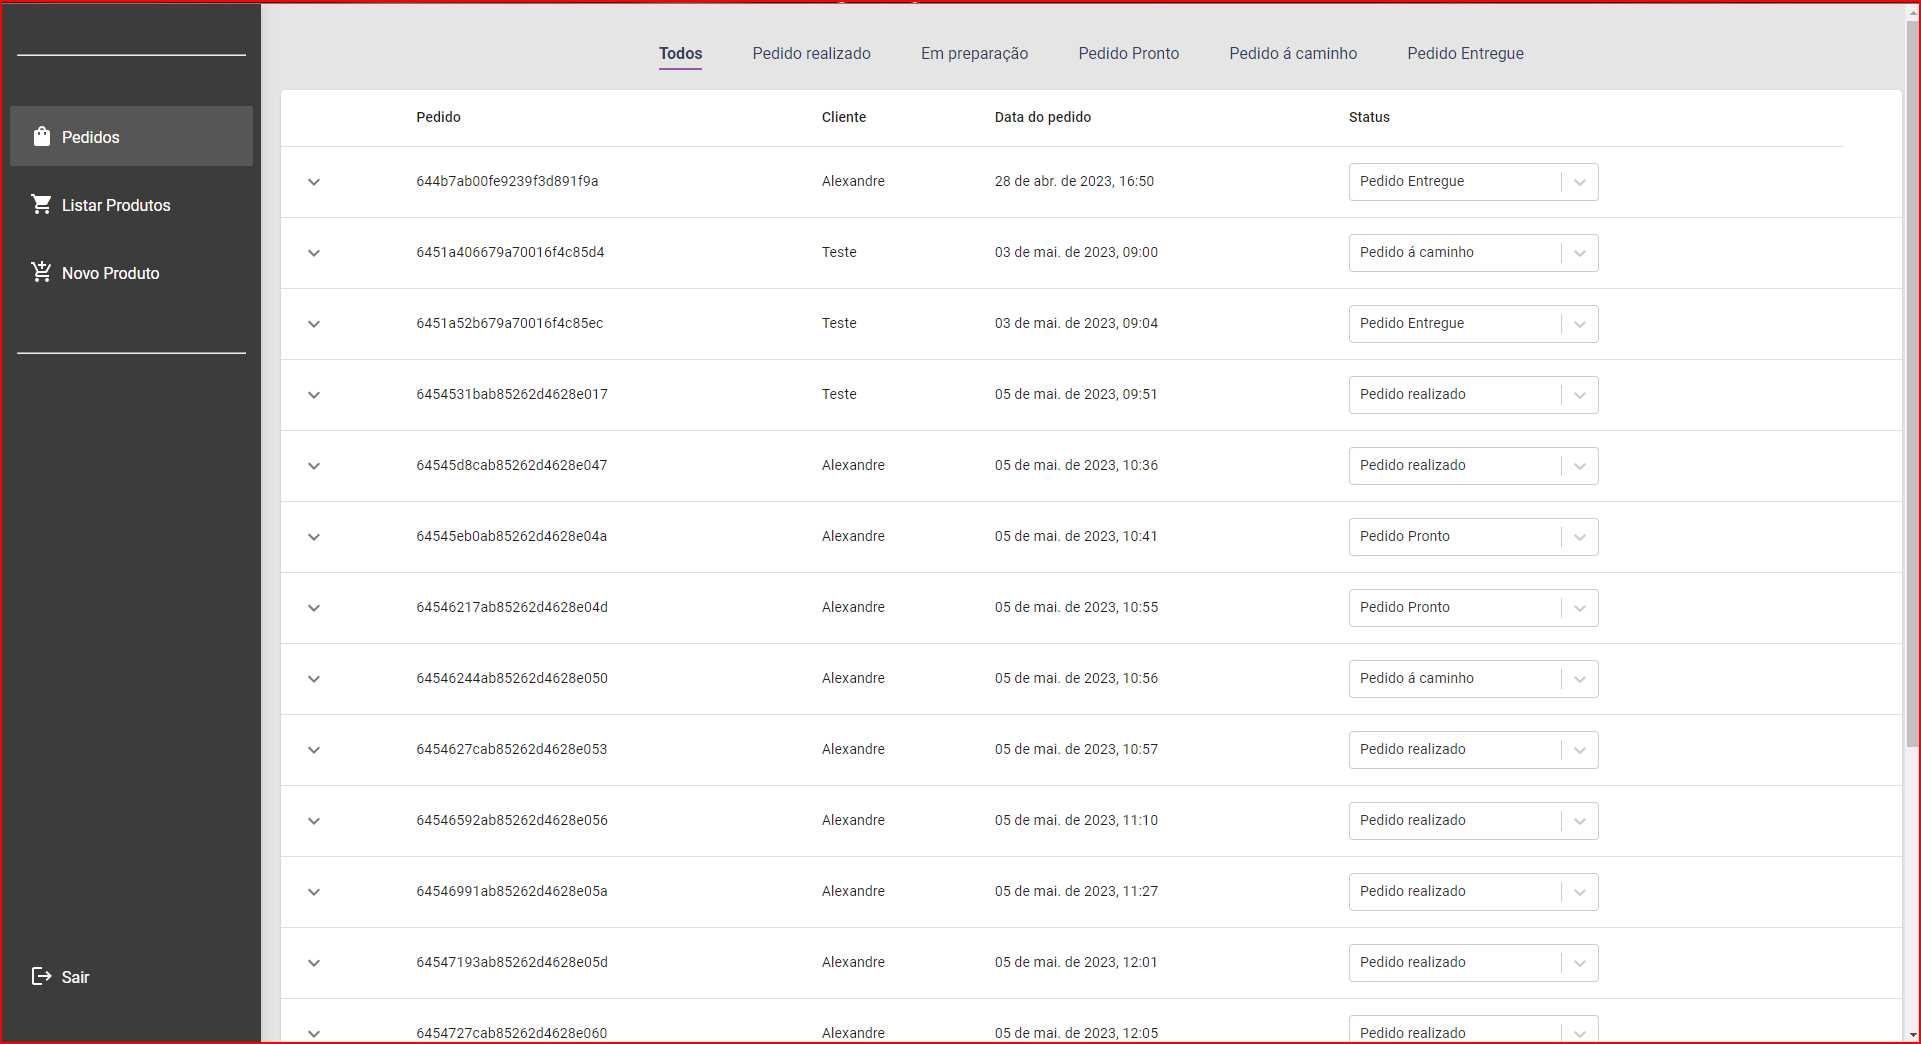 Todos Pedido realizado Em preparação Pedido Pronto Pedido á caminho Pedido Entregue
Pedidos
Listar Produtos
Novo Produto
Sair
Pedido Cliente Data do pedido Status
644b7ab00fe9239f3d891f9a Alexandre 28 de abr. de 2023, 16:50 Pedido Entregue
6451a406679a70016f4c85d4 Teste 03 de mai. de 2023, 09:00 Pedido á caminho
6451a52b679a70016f4c85ec Teste 03 de mai. de 2023, 09:04 Pedido Entregue
6454531bab85262d4628e017 Teste 05 de mai. de 2023, 09:51 Pedido realizado
64545d8cab85262d4628e047 Alexandre 05 de mai. de 2023, 10:36 Pedido realizado
64545eb0ab85262d4628e04a Alexandre 05 de mai. de 2023, 10:41 Pedido Pronto
64546217ab85262d4628e04d Alexandre 05 de mai. de 2023, 10:55 Pedido Pronto
64546244ab85262d4628e050 Alexandre 05 de mai. de 2023, 10:56 Pedido á caminho
6454627cab85262d4628e053 Alexandre 05 de mai. de 2023, 10:57 Pedido realizado
64546592ab85262d4628e056 Alexandre 05 de mai. de 2023, 11:10 Pedido realizado
64546991ab85262d4628e05a Alexandre 05 de mai. de 2023, 11:27 Pedido realizado
64547193ab85262d4628e05d Alexandre 05 de mai. de 2023, 12:01 Pedido realizado
6454727cab85262d4628e060 Alexandre 05 de mai. de 2023, 12:05 Pedido realizado